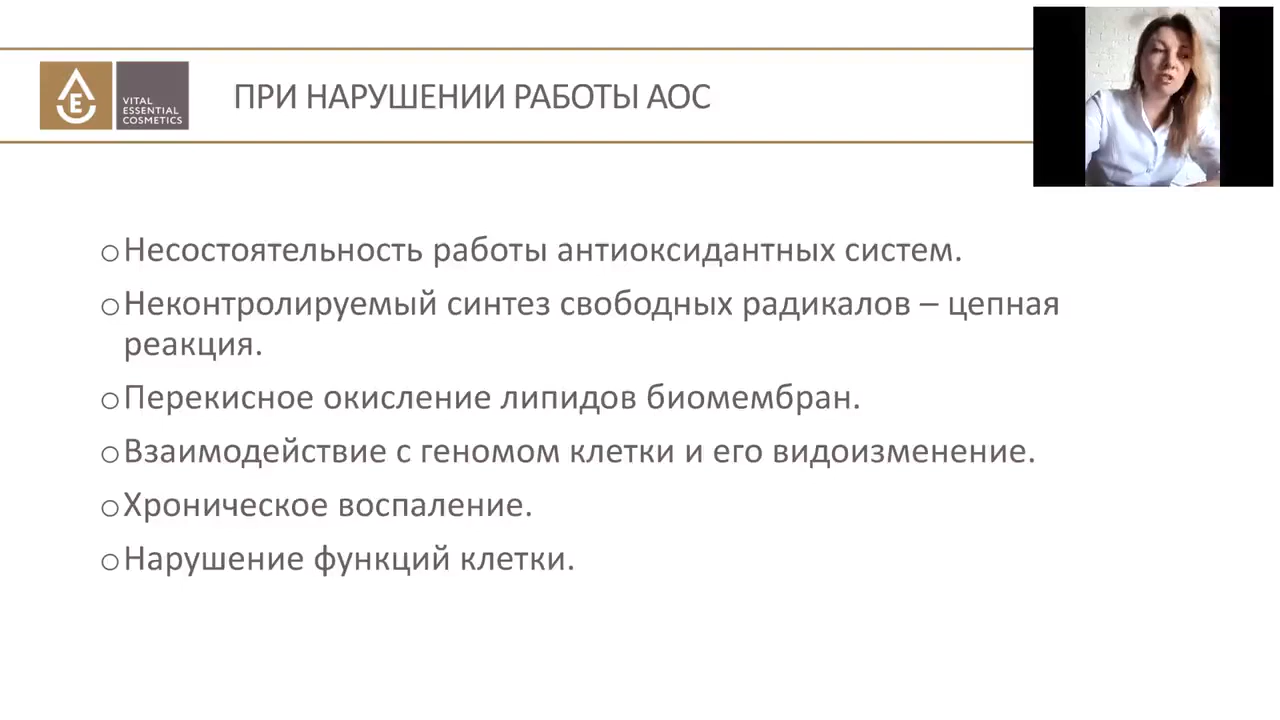 VITAL
ESSENTIAL
COSMETICS
ПРИ НАРУШЕНИИ РАБОТЫ АОС
E
о Несостоятельность работы антиоксидантных систем.
о Неконтролируемый синтез свободных радикалов – цепная
реакция.
о Перекисное окисление липидов биомембран.
о Взаимодействие с геномом клетки и его видоизменение.
о Хроническое воспаление.
о Нарушение функций клетки.